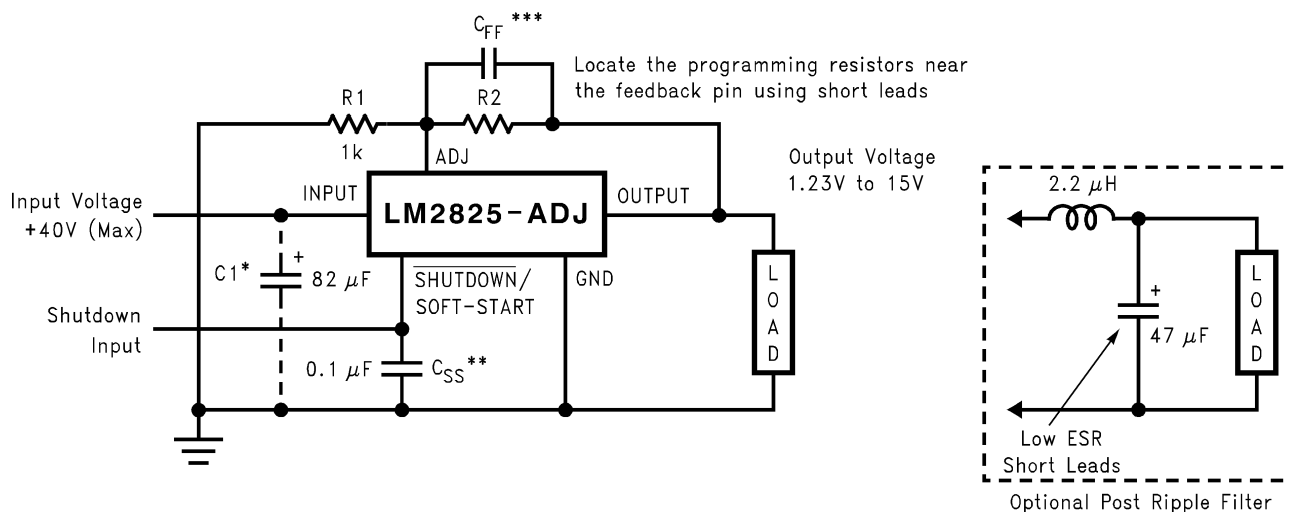 C_FF ***
Locate the programming resistors near
the feedback pin using short leads
R1
R2
1k
ADJ
Output Voltage
1.23V to 15V
INPUT
OUTPUT
LM2825-ADJ
Input Voltage
+40V (Max)
C1*
+
82 μF
SHUTDOWN/
SOFT-START
GND
LOAD
Shutdown
Input
0.1 μF
C_SS**
2.2 μH
+
47 μF
LOAD
Low ESR
Short Leads
Optional Post Ripple Filter